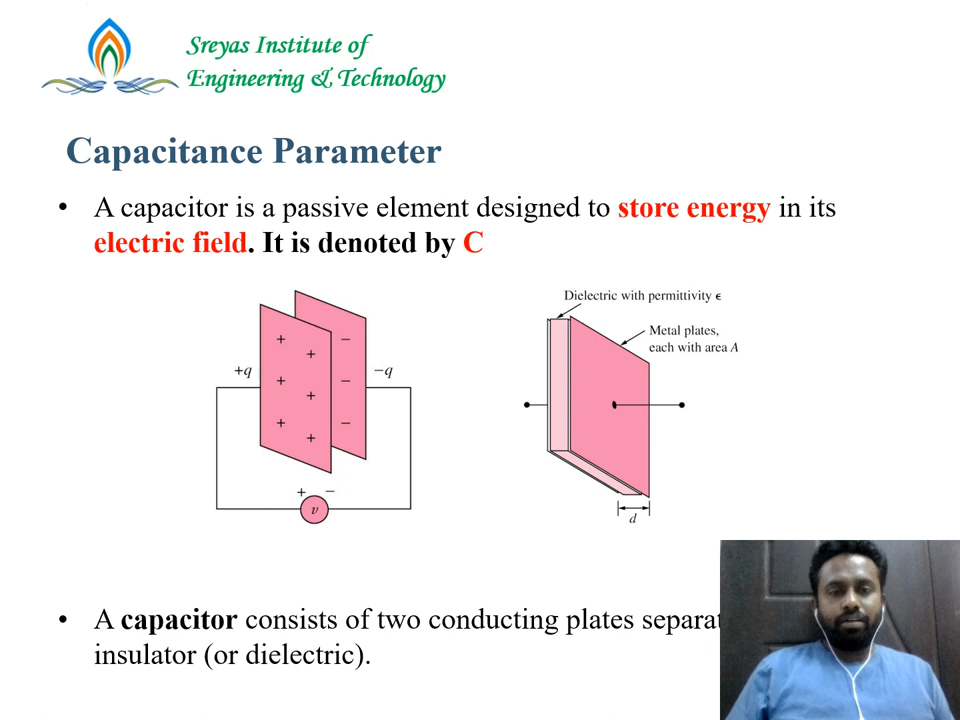 Sreyas Institute of
Engineering & Technology
Capacitance Parameter
• A capacitor is a passive element designed to store energy in its
electric field. It is denoted by C
Dielectric with permittivity ϵ
Metal plates,
each with area A
+q
−q
+ + + + + +
− − −
+ −
v
d
• A capacitor consists of two conducting plates
insulator (or dielectric).